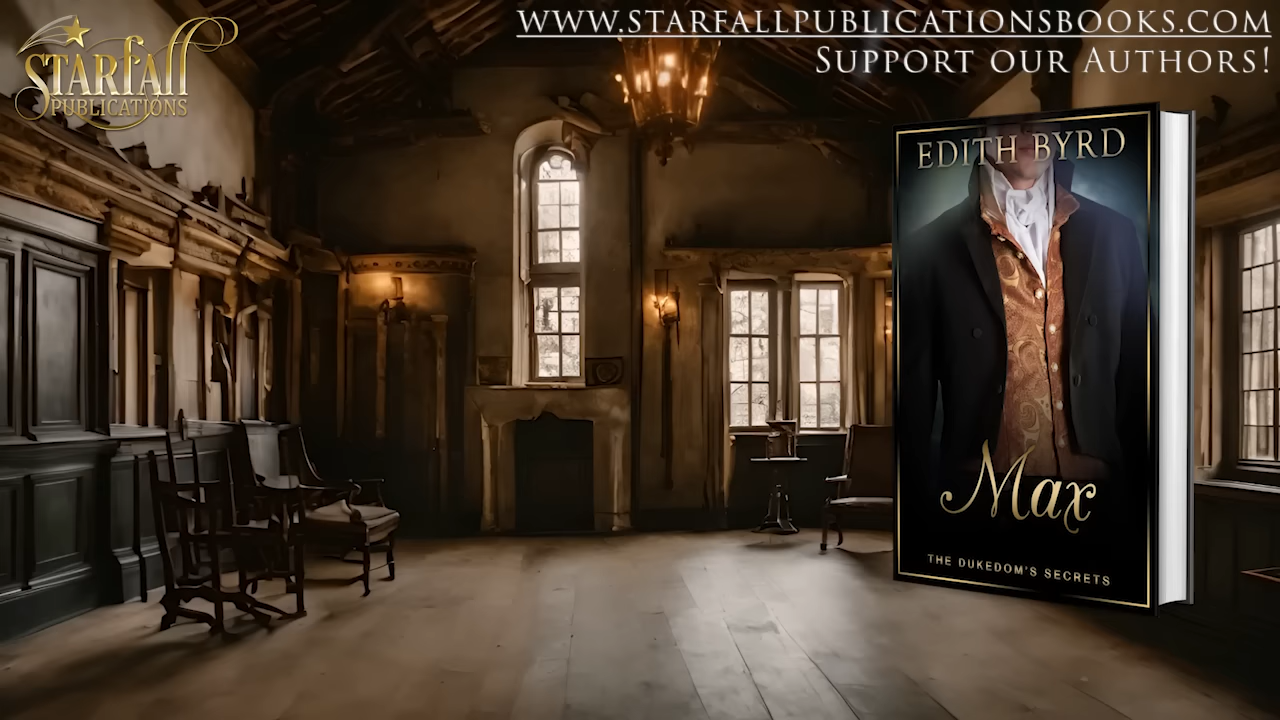 STARfall
PUBLICATIONS
WWW.STARFALLPUBLICATIONSBOOKS.COM
SUPPORT OUR AUTHORS!
EDITH BYRD
Max
THE DUKEDOM'S SECRETS